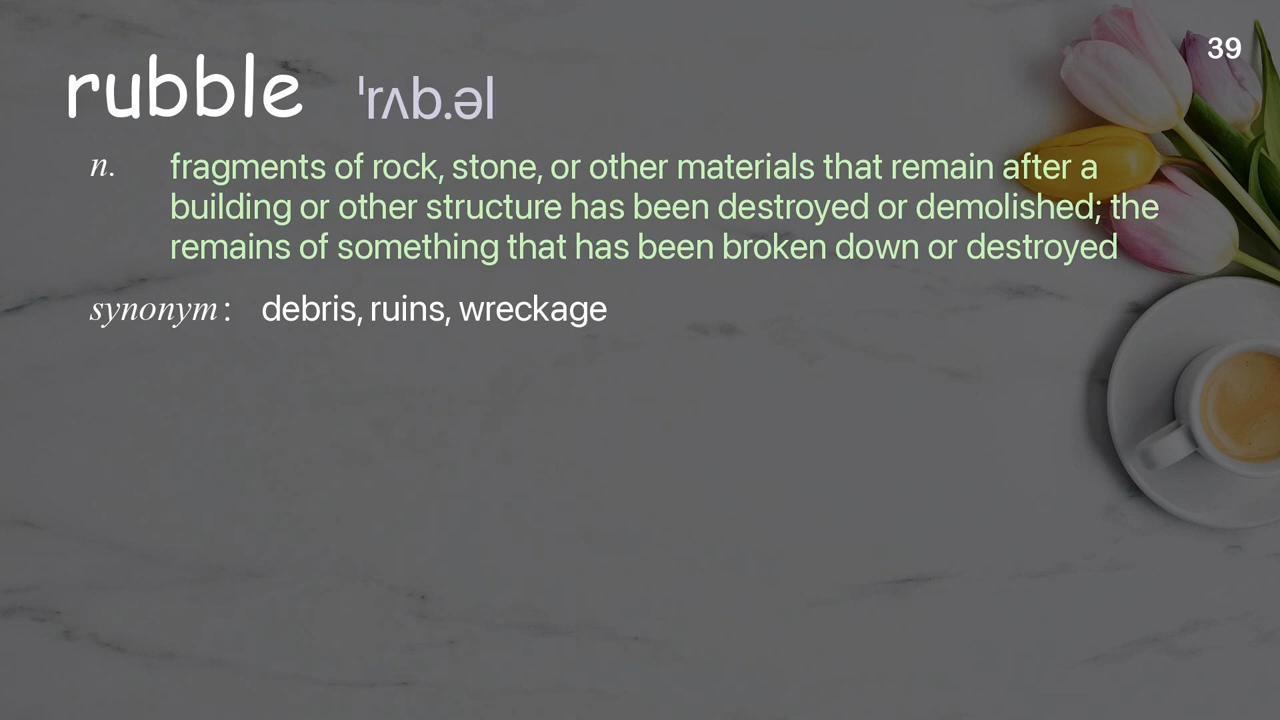 39
rubble ˈrʌb.əl
n. fragments of rock, stone, or other materials that remain after a
building or other structure has been destroyed or demolished; the
remains of something that has been broken down or destroyed
synonym: debris, ruins, wreckage